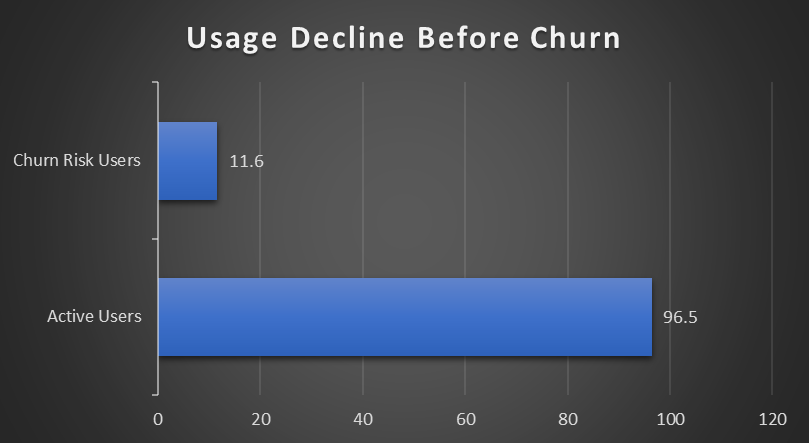 Usage Decline Before Churn
Churn Risk Users
11.6
Active Users
96.5
0 20 40 60 80 100 120